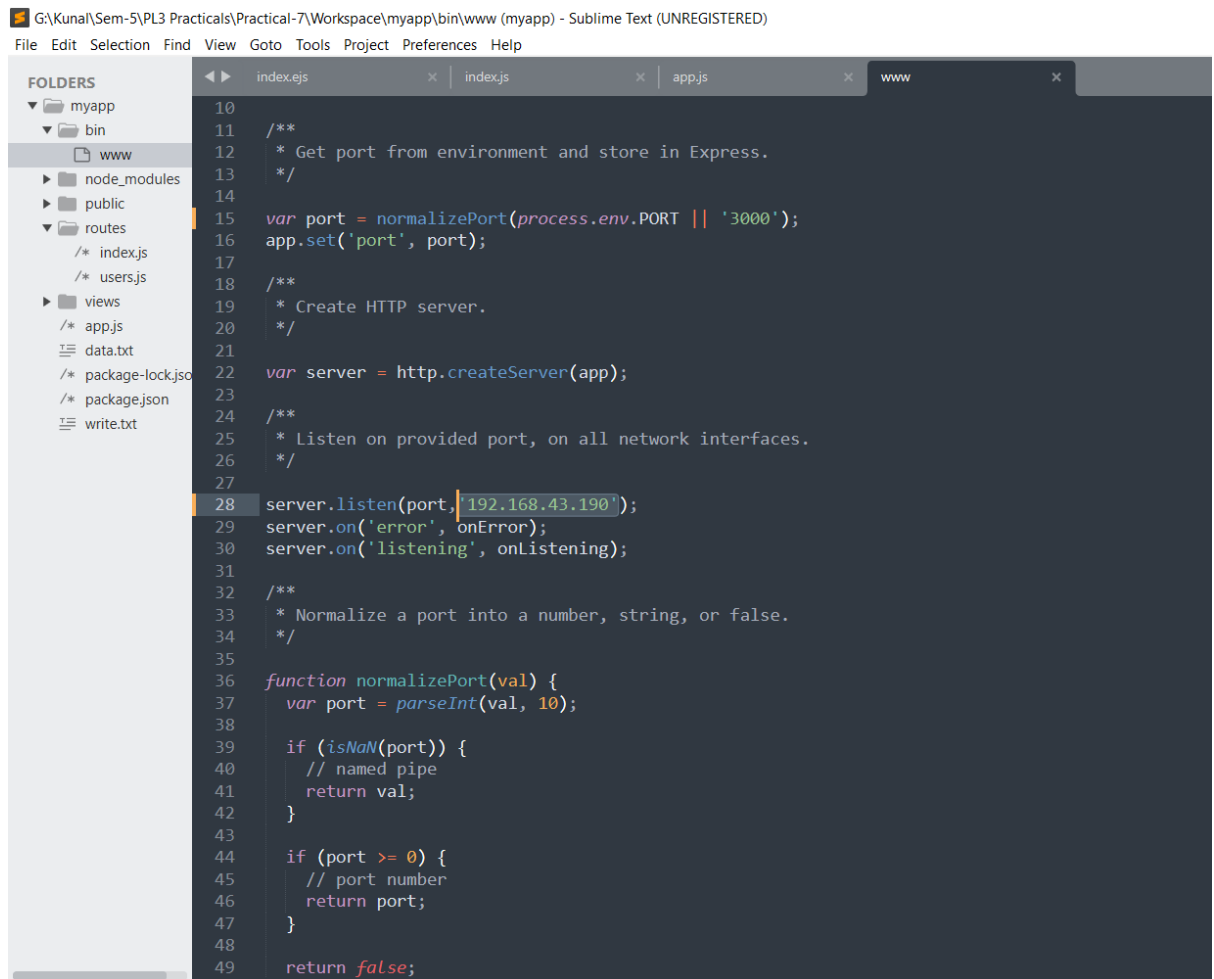 G:\Kunal\Sem-5\PL3 Practicals\Practical-7\Workspace\myapp\bin\www (myapp) - Sublime Text (UNREGISTERED)
File Edit Selection Find View Goto Tools Project Preferences Help
FOLDERS
myapp
bin
www
node_modules
public
routes
/* index.js
/* users.js
views
/* app.js
data.txt
/* package-lock.jso
/* package.json
write.txt
index.ejs × index.js × app.js × www ×
10
11 /**
12  * Get port from environment and store in Express.
13  */
14
15 var port = normalizePort(process.env.PORT || '3000');
16 app.set('port', port);
17
18 /**
19  * Create HTTP server.
20  */
21
22 var server = http.createServer(app);
23
24 /**
25  * Listen on provided port, on all network interfaces.
26  */
27
28 server.listen(port,'192.168.43.190');
29 server.on('error', onError);
30 server.on('listening', onListening);
31
32 /**
33  * Normalize a port into a number, string, or false.
34  */
35
36 function normalizePort(val) {
37   var port = parseInt(val, 10);
38
39   if (isNaN(port)) {
40     // named pipe
41     return val;
42   }
43
44   if (port >= 0) {
45     // port number
46     return port;
47   }
48
49   return false;